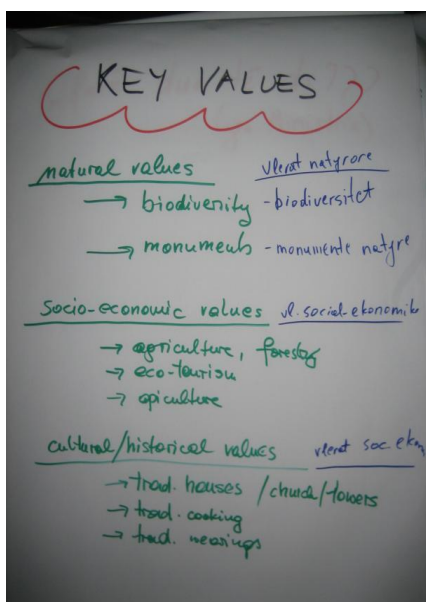 KEY VALUES
natural values vlerat natyrore
→ biodiversity - biodiversitet
→ monuments - monumente natyre
socio-economic values vl. social-ekonomike
→ agriculture, forestry
→ eco-tourism
→ apiculture
cultural/historical values vlerat soc ekon
→ trad. houses /church/towers
→ trad. cooking
→ trad.